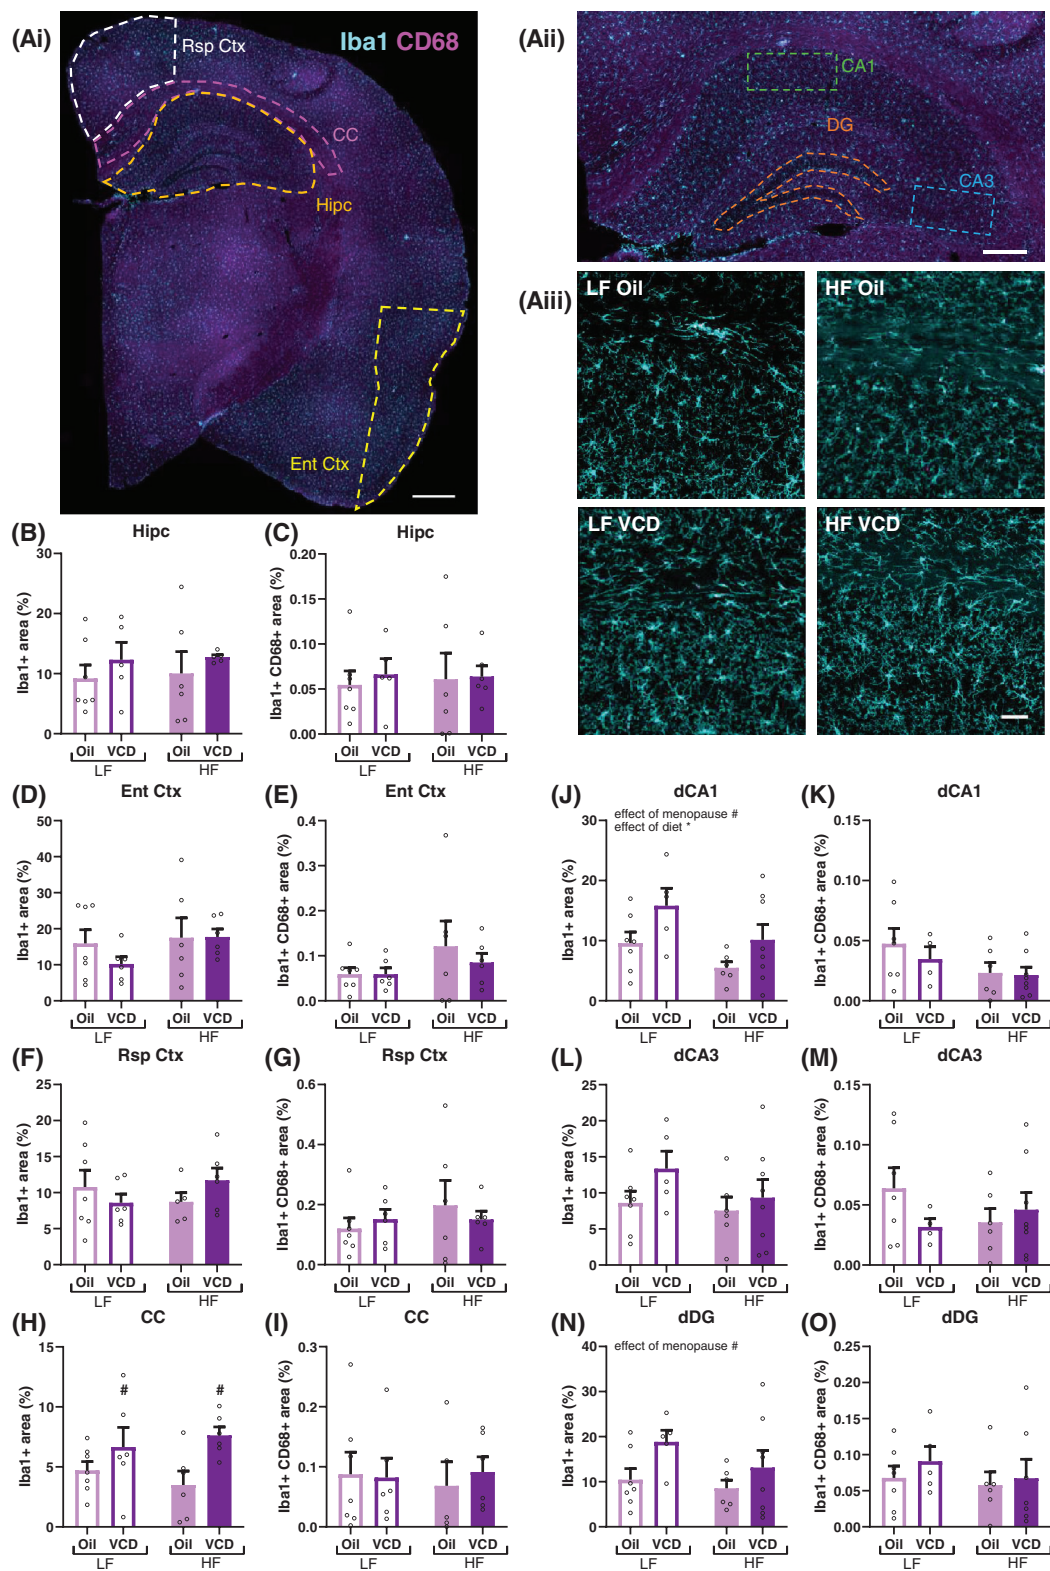 (Ai)
Iba1 CD68
Rsp Ctx
CC
Hipc
Ent Ctx
(Aii)
CA1
DG
CA3
(Aiii)
LF Oil
HF Oil
LF VCD
HF VCD
(B)
Hipc
Iba1+ area (%)
30
20
10
0
Oil VCD Oil VCD
LF HF
(C)
Hipc
Iba1+ CD68+ area (%)
0.20
0.15
0.10
0.05
0.00
Oil VCD Oil VCD
LF HF
(D)
Ent Ctx
Iba1+ area (%)
50
40
30
20
10
0
Oil VCD Oil VCD
LF HF
(E)
Ent Ctx
Iba1+ CD68+ area (%)
0.4
0.3
0.2
0.1
0.0
Oil VCD Oil VCD
LF HF
(F)
Rsp Ctx
Iba1+ area (%)
25
20
15
10
5
0
Oil VCD Oil VCD
LF HF
(G)
Rsp Ctx
Iba1+ CD68+ area (%)
0.6
0.4
0.2
0.0
Oil VCD Oil VCD
LF HF
(H)
CC
Iba1+ area (%)
15
10
5
0
# #
Oil VCD Oil VCD
LF HF
(I)
CC
Iba1+ CD68+ area (%)
0.3
0.2
0.1
0.0
Oil VCD Oil VCD
LF HF
(J)
dCA1
effect of menopause #
effect of diet *
Iba1+ area (%)
30
20
10
0
Oil VCD Oil VCD
LF HF
(K)
dCA1
Iba1+ CD68+ area (%)
0.15
0.10
0.05
0.00
Oil VCD Oil VCD
LF HF
(L)
dCA3
Iba1+ area (%)
25
20
15
10
5
0
Oil VCD Oil VCD
LF HF
(M)
dCA3
Iba1+ CD68+ area (%)
0.15
0.10
0.05
0.00
Oil VCD Oil VCD
LF HF
(N)
dDG
effect of menopause #
Iba1+ area (%)
40
30
20
10
0
Oil VCD Oil VCD
LF HF
(O)
dDG
Iba1+ CD68+ area (%)
0.25
0.20
0.15
0.10
0.05
0.00
Oil VCD Oil VCD
LF HF